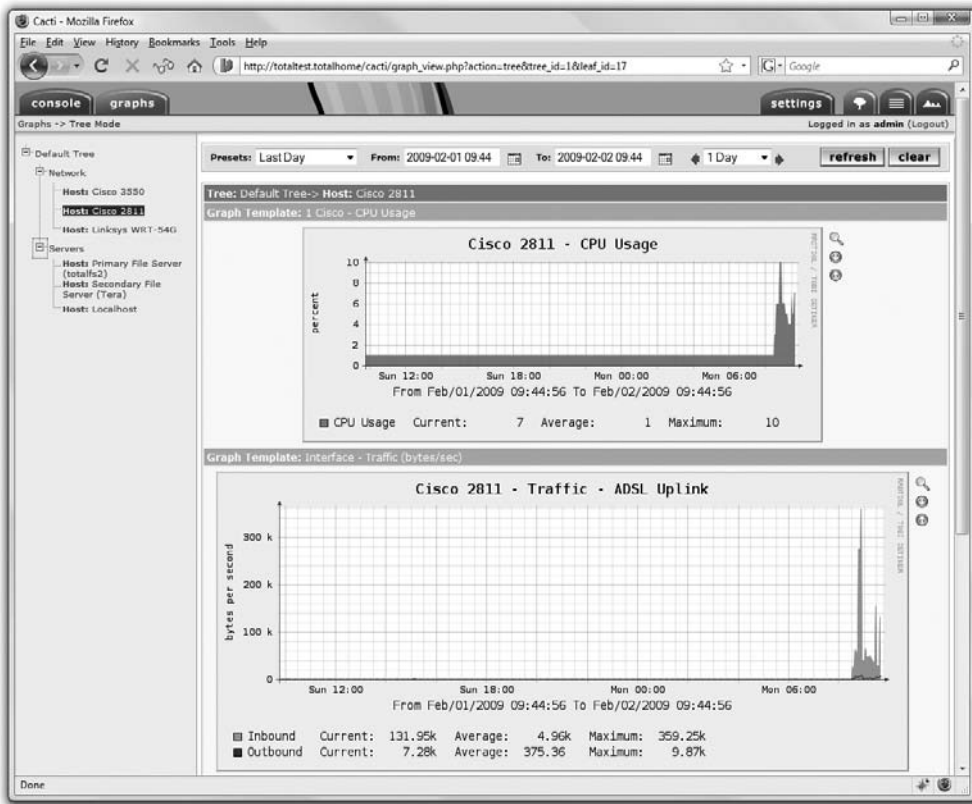 Cacti - Mozilla Firefox
File Edit View History Bookmarks Tools Help
http://totaltest.totalhome/cacti/graph_view.php?action=tree&tree_id=1&leaf_id=17
G Google
console graphs settings
Graphs -> Tree Mode Logged in as admin (Logout)
Default Tree
Network
Host: Cisco 3550
Host: Cisco 2811
Host: Linksys WRT-54G
Servers
Host: Primary File Server
(totalfs2)
Host: Secondary File
Server (Tera)
Host: Localhost
Presets: Last Day From: 2009-02-01 09:44 To: 2009-02-02 09:44 1 Day refresh clear
Tree: Default Tree-> Host: Cisco 2811
Graph Template: 1 Cisco - CPU Usage
Cisco 2811 - CPU Usage
percent
10
8
6
4
2
0
Sun 12:00 Sun 18:00 Mon 00:00 Mon 06:00
From Feb/01/2009 09:44:56 To Feb/02/2009 09:44:56
CPU Usage Current: 7 Average: 1 Maximum: 10
Graph Template: Interface - Traffic (bytes/sec)
Cisco 2811 - Traffic - ADSL Uplink
bytes per second
300 k
200 k
100 k
0
Sun 12:00 Sun 18:00 Mon 00:00 Mon 06:00
From Feb/01/2009 09:44:56 To Feb/02/2009 09:44:56
Inbound Current: 131.95k Average: 4.96k Maximum: 359.25k
Outbound Current: 7.28k Average: 375.36 Maximum: 9.87k
Done